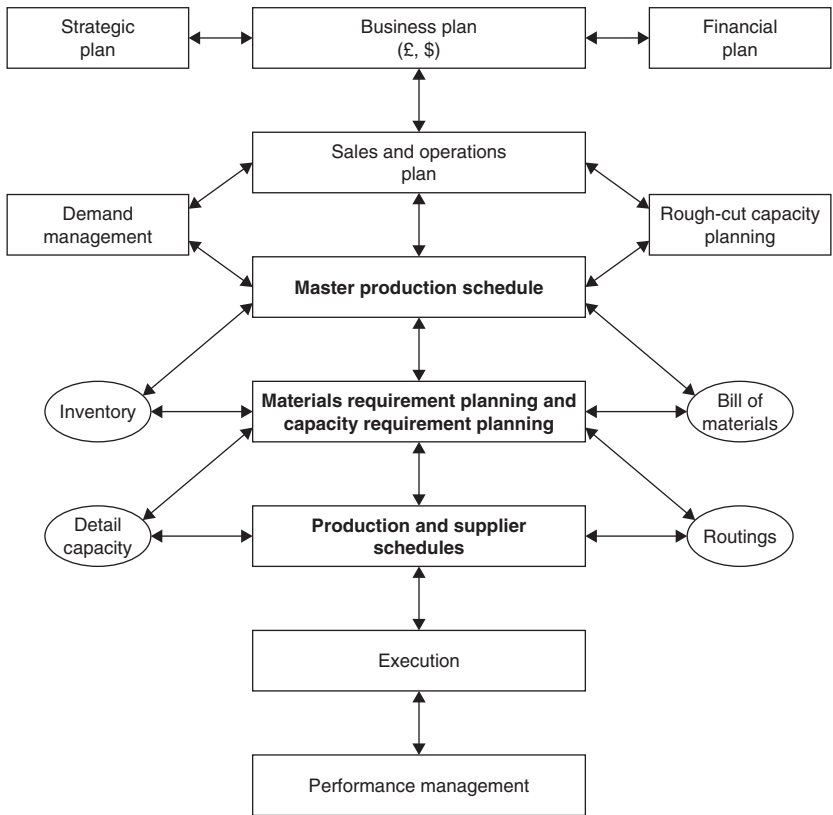 Strategic
plan
Business plan
(£, $)
Financial
plan
Sales and operations
plan
Demand
management
Rough-cut capacity
planning
Master production schedule
Inventory
Materials requirement planning and
capacity requirement planning
Bill of
materials
Detail
capacity
Production and supplier
schedules
Routings
Execution
Performance management